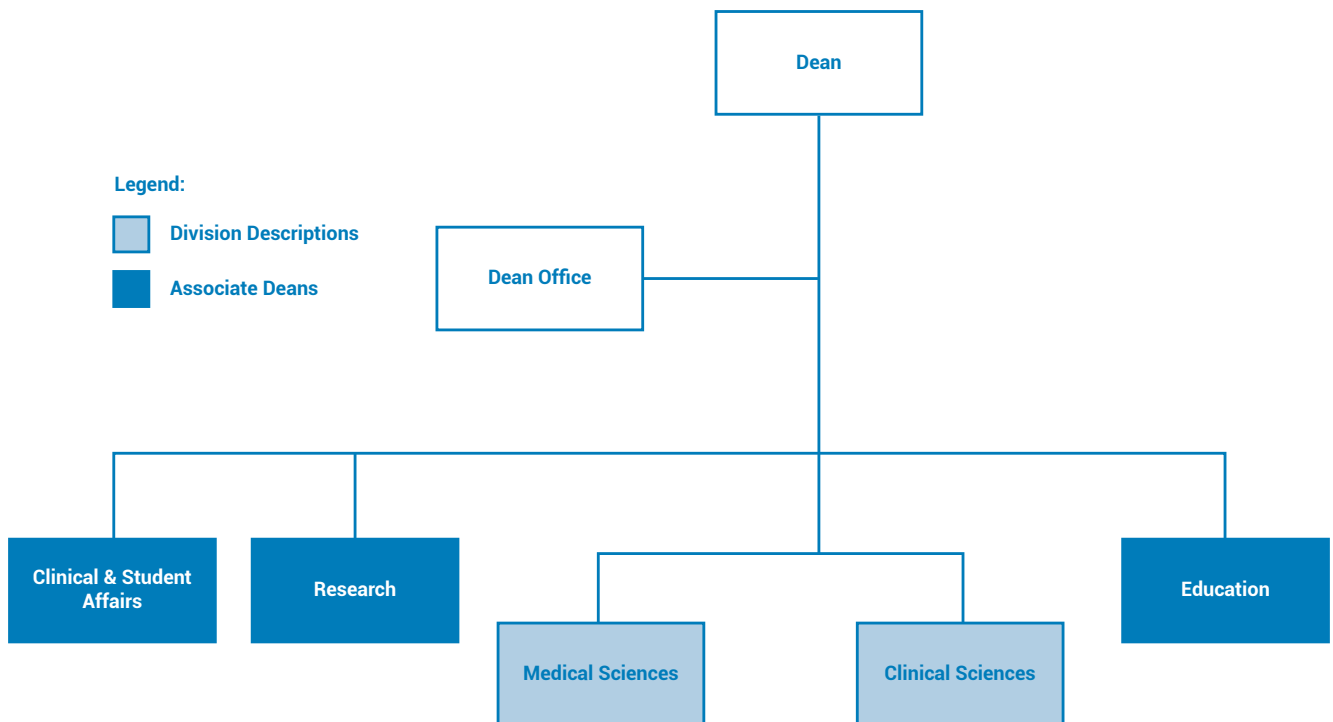 Dean
Legend:
Division Descriptions
Dean Office
Associate Deans
Clinical & Student
Affairs
Research
Education
Medical Sciences
Clinical Sciences